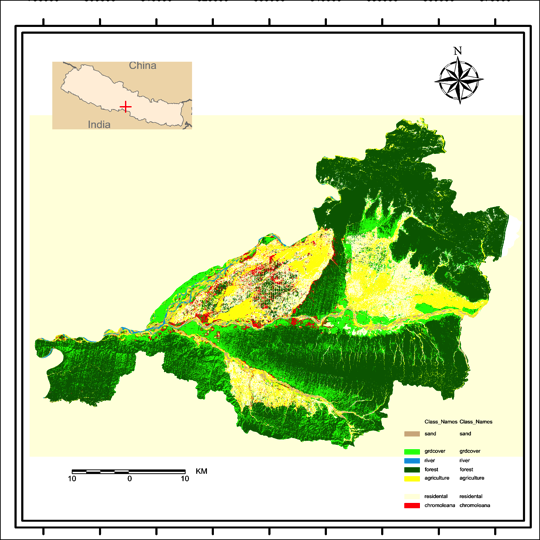 China
India
N
Class_Names Class_Names
sand sand
grdcover grdcover
river river
forest forest
agriculture agriculture
residental residental
chromoleana chromoleana
10 0 10 KM